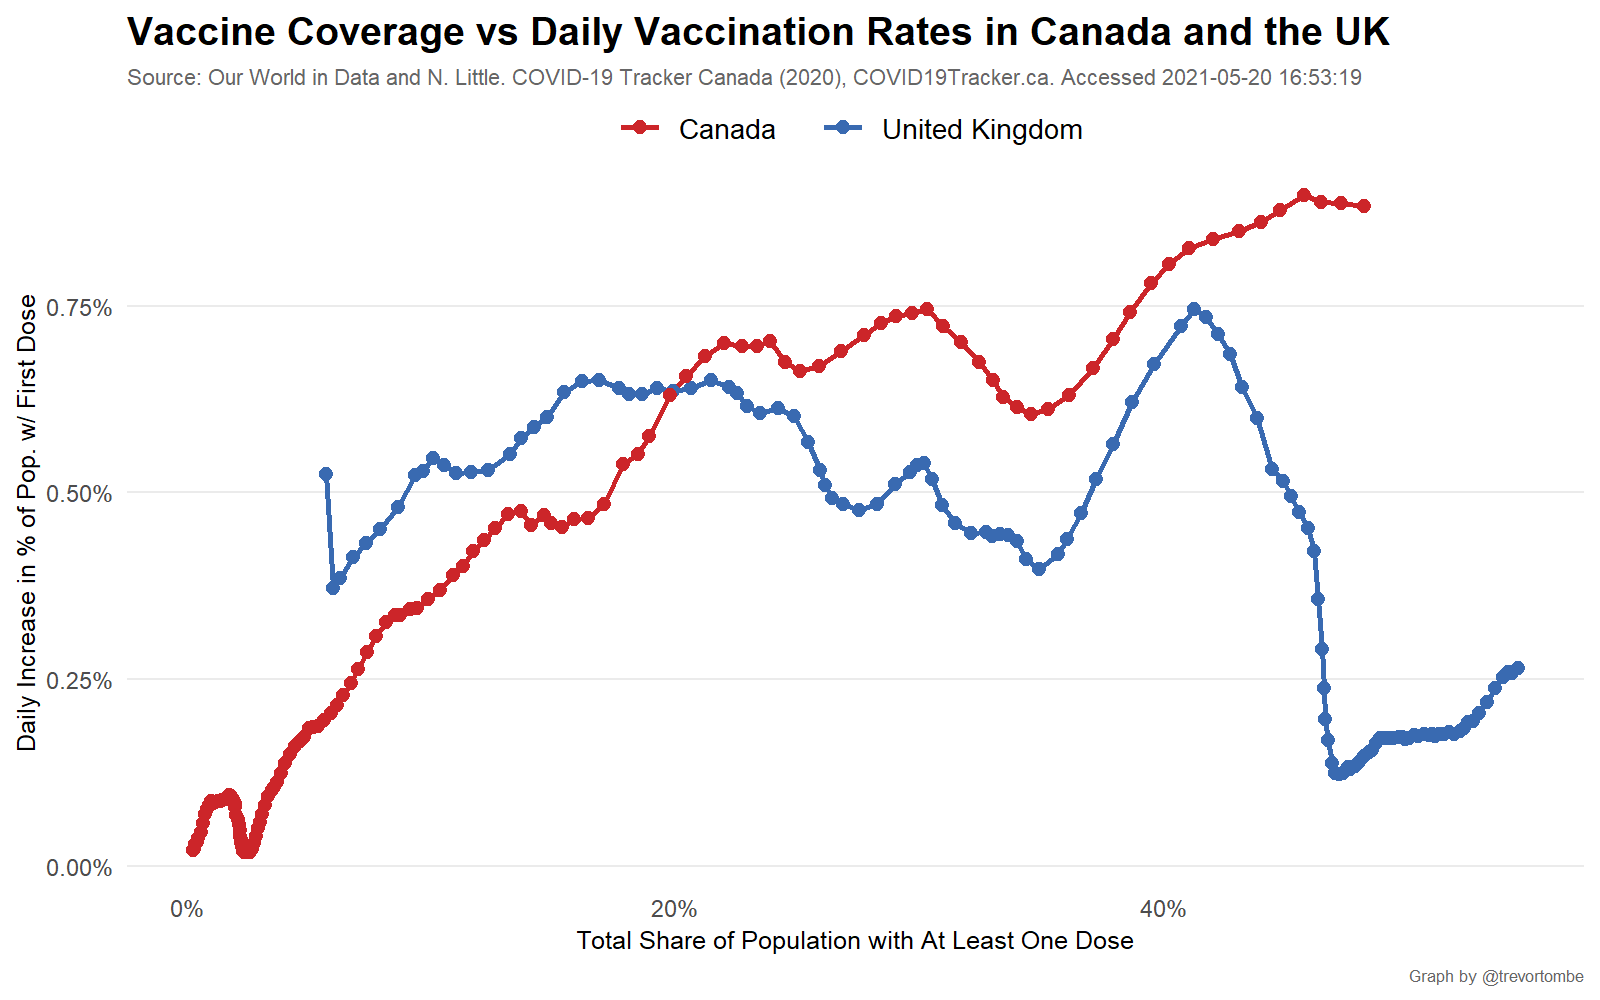 Vaccine Coverage vs Daily Vaccination Rates in Canada and the UK
Source: Our World in Data and N. Little. COVID-19 Tracker Canada (2020), COVID19Tracker.ca. Accessed 2021-05-20 16:53:19
Canada
United Kingdom
Daily Increase in % of Pop. w/ First Dose
0.75%
0.50%
0.25%
0.00%
0%
20%
40%
Total Share of Population with At Least One Dose
Graph by @trevortombe